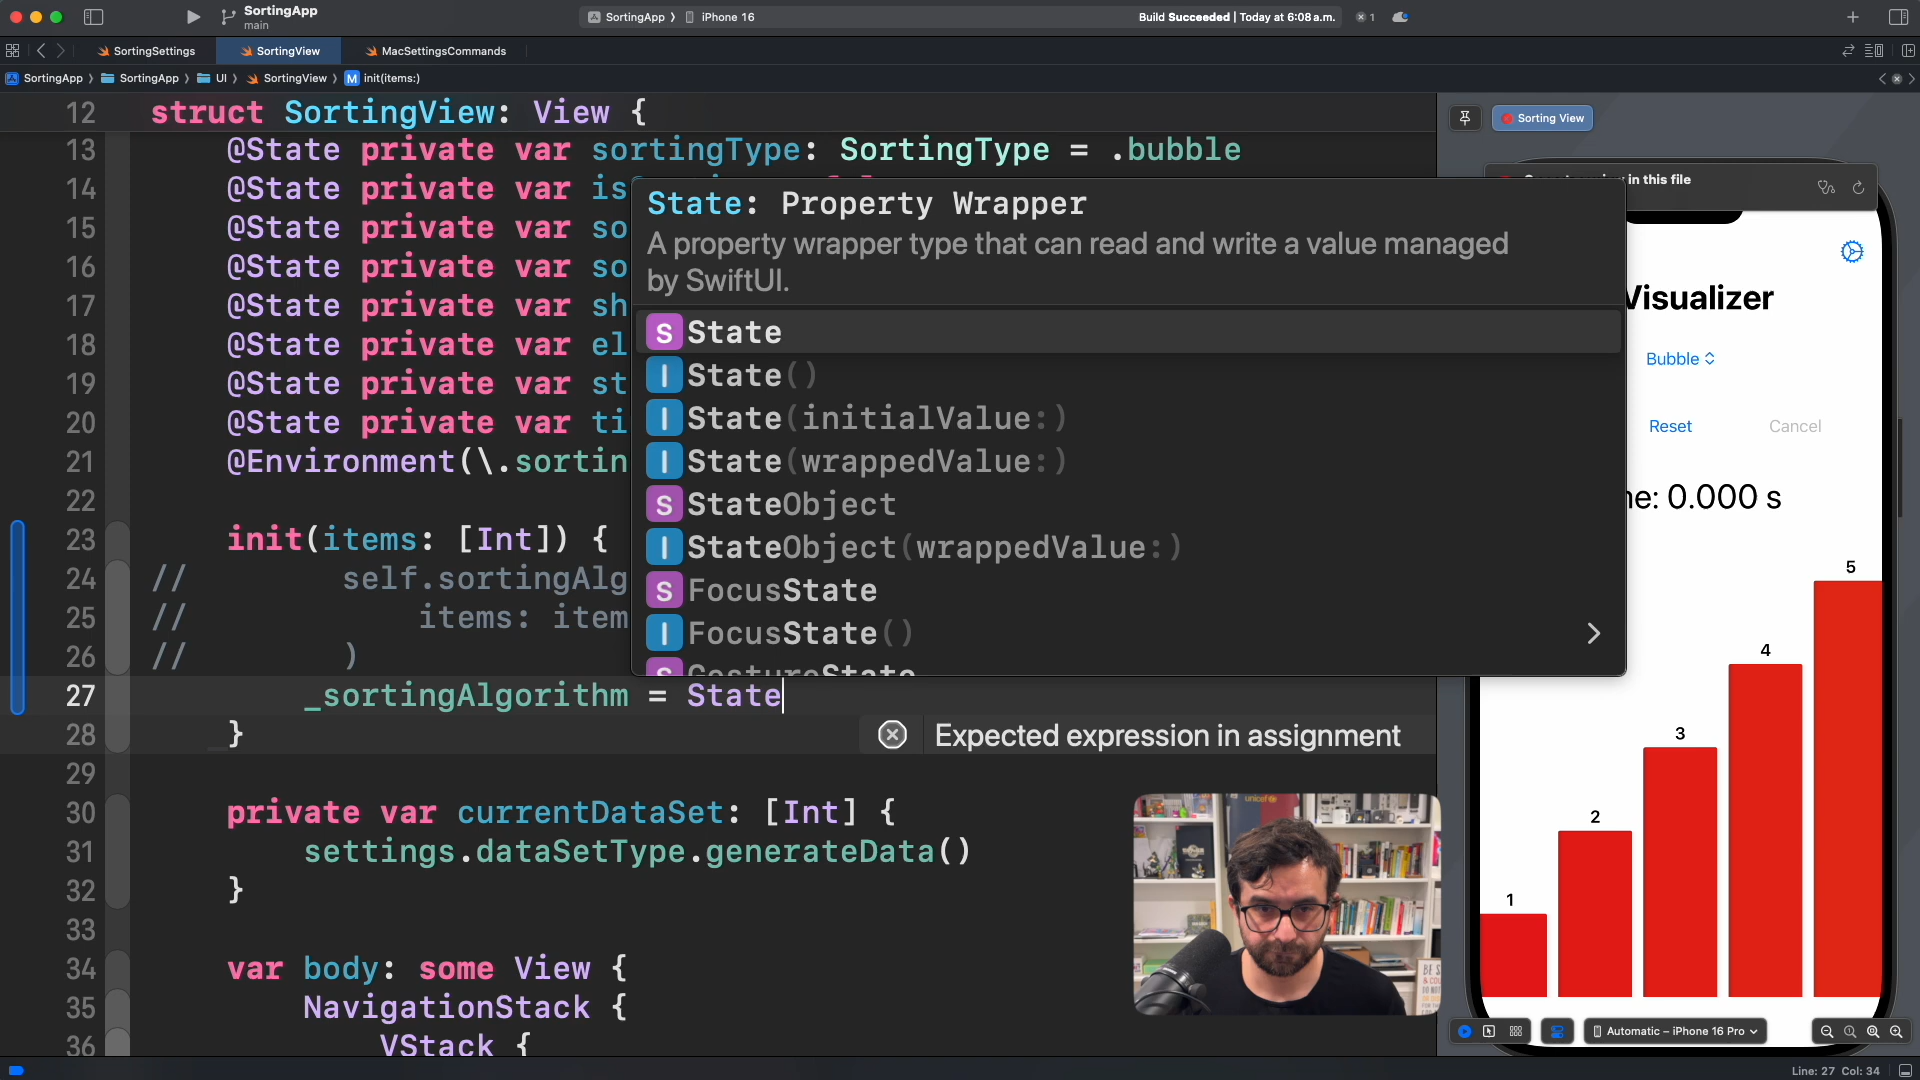 SortingApp
main
SortingApp
iPhone 16
Build Succeeded | Today at 6:08 a.m.
1
SortingSettings
SortingView
MacSettingsCommands
SortingApp
SortingApp
UI
SortingView
M
init(items:)
12 struct SortingView: View {
13 @State private var sortingType: SortingType = .bubble
14 @State private var is
15 @State private var so
16 @State private var so
17 @State private var sh
18 @State private var el
19 @State private var st
20 @State private var ti
21 @Environment(\.sortin
22
23 init(items: [Int]) {
24 // self.sortingAlg
25 // items: item
26 // )
27 _sortingAlgorithm = State
28 }
Expected expression in assignment
29
30 private var currentDataSet: [Int] {
31 settings.dataSetType.generateData()
32 }
33
34 var body: some View {
35 NavigationStack {
36 VStack {
State: Property Wrapper
A property wrapper type that can read and write a value managed
by SwiftUI.
S State
I State()
I State(initialValue:)
I State(wrappedValue:)
S StateObject
I StateObject(wrappedValue:)
S FocusState
I FocusState()
S GestureState
Sorting View
in this file
Visualizer
Bubble
Reset
Cancel
me: 0.000 s
5
4
3
2
1
unicef
Automatic – iPhone 16 Pro
Line: 27 Col: 34